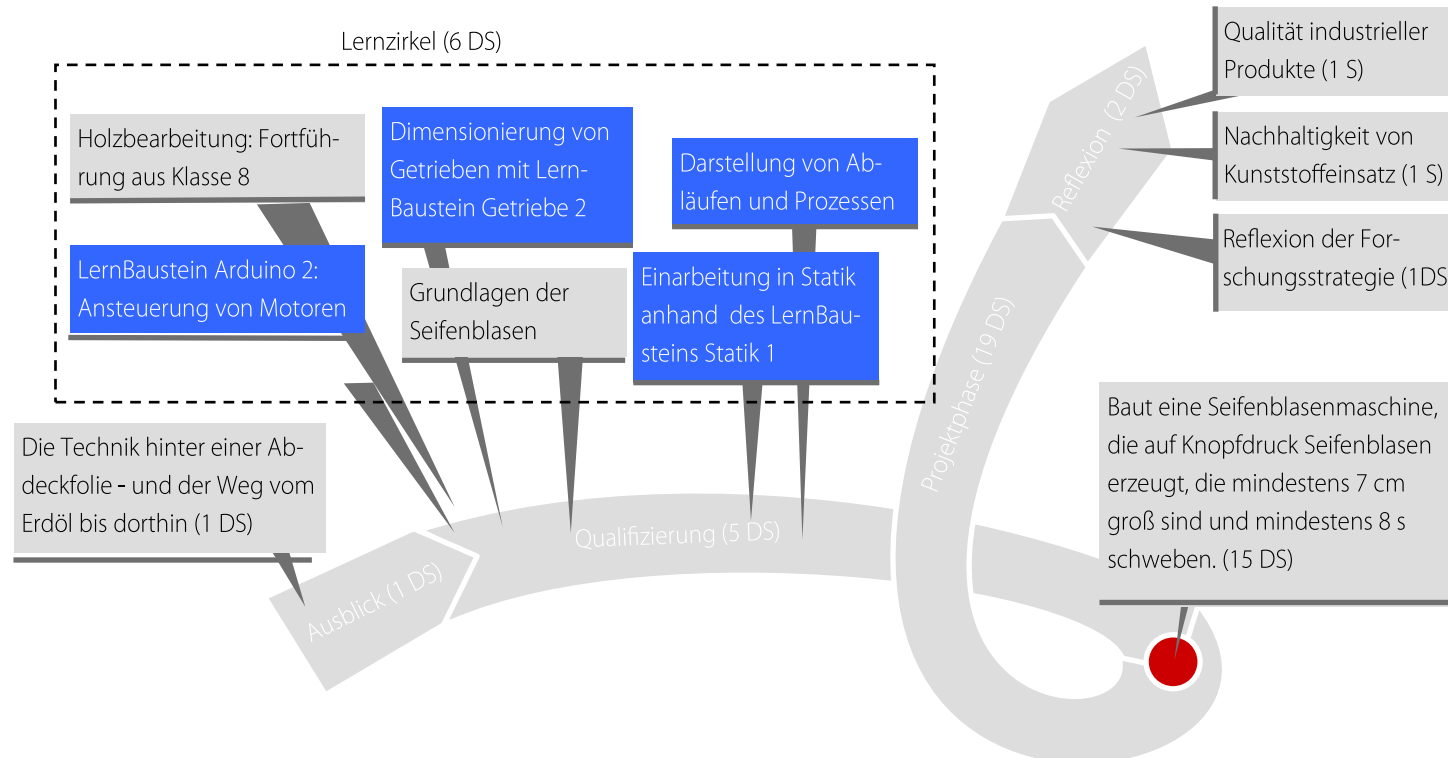 Lernzirkel (6 DS)
Holzbearbeitung: Fortfüh-
rung aus Klasse 8
Dimensionierung von
Getrieben mit Lern-
Baustein Getriebe 2
Darstellung von Ab-
läufen und Prozessen
LernBaustein Arduino 2:
Ansteuerung von Motoren
Grundlagen der
Seifenblasen
Einarbeitung in Statik
anhand  des LernBau-
steins Statik 1
Die Technik hinter einer Ab-
deckfolie - und der Weg vom
Erdöl bis dorthin (1 DS)
Ausblick (1 DS)
Qualifizierung (5 DS)
Projektphase (19 DS)
Reflexion (2 DS)
Qualität industrieller
Produkte (1 S)
Nachhaltigkeit von
Kunststoffeinsatz (1 S)
Reflexion der For-
schungsstrategie (1DS
Baut eine Seifenblasenmaschine,
die auf Knopfdruck Seifenblasen
erzeugt, die mindestens 7 cm
groß sind und mindestens 8 s
schweben. (15 DS)